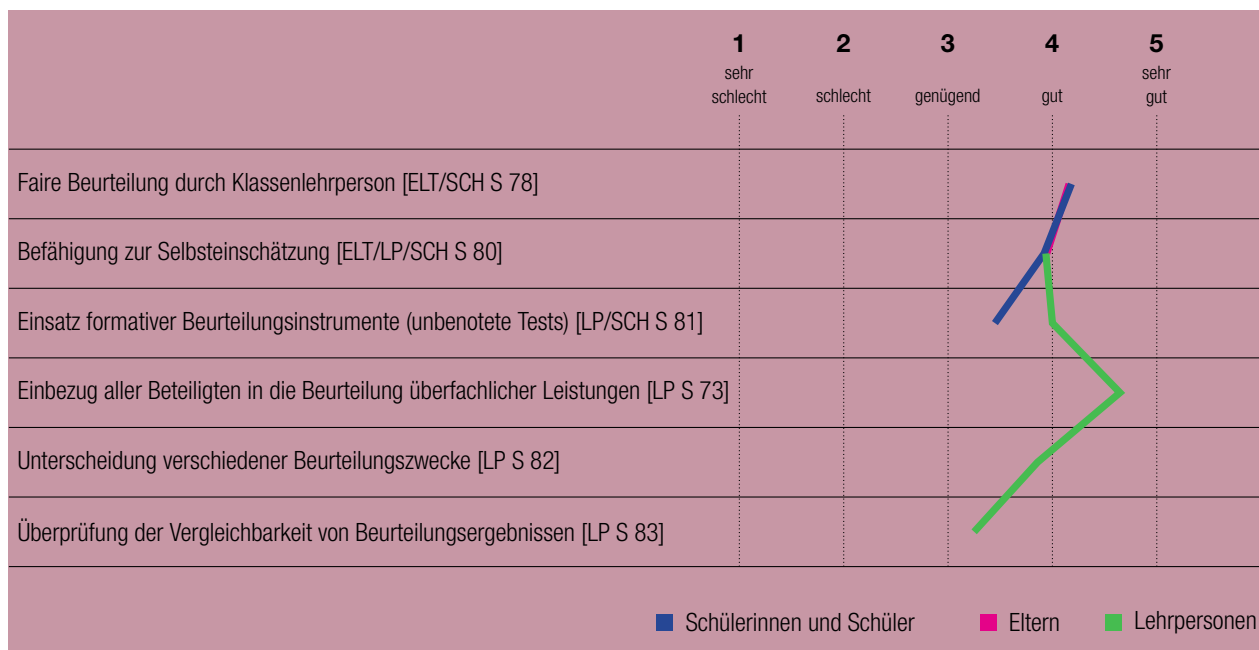 1 2 3 4 5
sehr sehr
schlecht schlecht genügend gut gut
Faire Beurteilung durch Klassenlehrperson [ELT/SCH S 78]
Befähigung zur Selbsteinschätzung [ELT/LP/SCH S 80]
Einsatz formativer Beurteilungsinstrumente (unbenotete Tests) [LP/SCH S 81]
Einbezug aller Beteiligten in die Beurteilung überfachlicher Leistungen [LP S 73]
Unterscheidung verschiedener Beurteilungszwecke [LP S 82]
Überprüfung der Vergleichbarkeit von Beurteilungsergebnissen [LP S 83]
Schülerinnen und Schüler Eltern Lehrpersonen